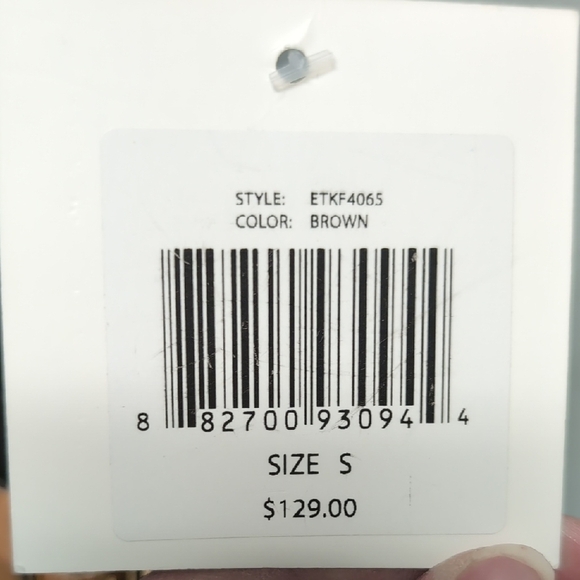 STYLE: ETKF4065
COLOR: BROWN
8 82700 93094 4
SIZE S
$129.00